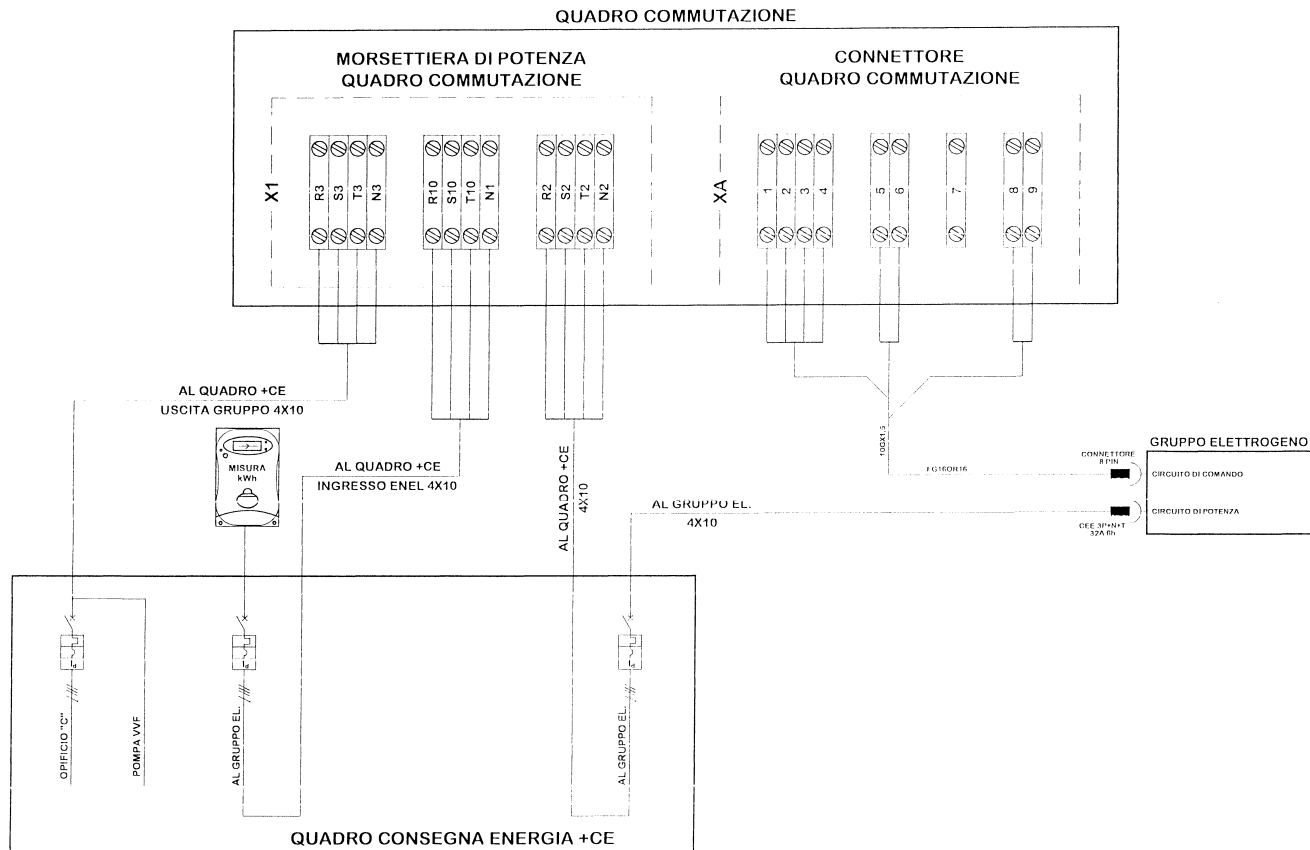 QUADRO COMMUTAZIONE
MORSETTIERA DI POTENZA
QUADRO COMMUTAZIONE
CONNETTORE
QUADRO COMMUTAZIONE
X1
R3
S3
T3
N3
R10
S10
T10
N1
R2
S2
T2
N2
XA
1
2
3
4
5
6
7
8
9
AL QUADRO +CE
USCITA GRUPPO 4X10
MISURA
kWh
AL QUADRO +CE
INGRESSO ENEL 4X10
AL QUADRO +CE
4X10
10GX1,5
FG16OR16
AL GRUPPO EL.
4X10
GRUPPO ELETTROGENO
CONNETTORE
8 PIN
CIRCUITO DI COMANDO
CIRCUITO DI POTENZA
CEE 3P+N+T
32A 6h
Id
Id
Id
OPIFICIO "C"
POMPA VVF
AL GRUPPO EL.
AL GRUPPO EL.
QUADRO CONSEGNA ENERGIA +CE